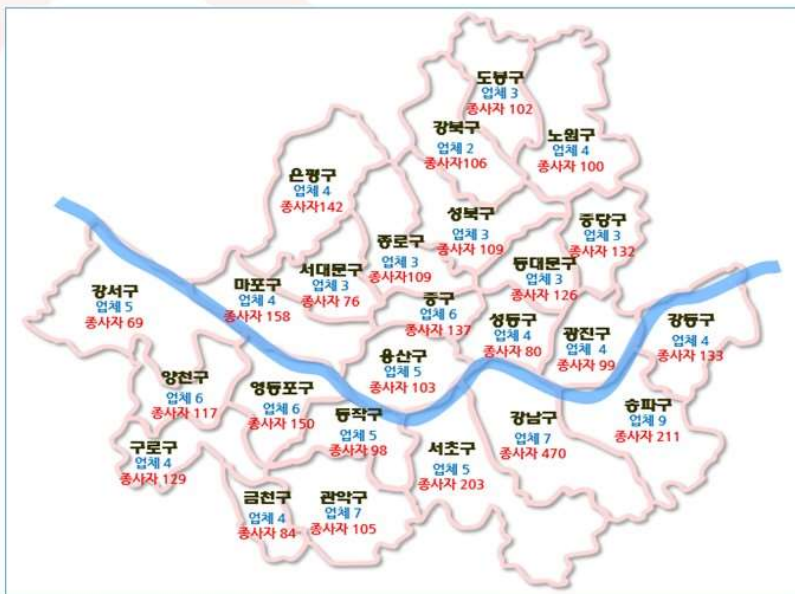 도봉구
업체 3
종사자 102
강북구
업체 2
종사자106
노원구
업체 4
종사자 100
은평구
업체 4
종사자142
성북구
업체 3
종사자 109
중당구
업체 3
종사자 132
종로구
업체 3
종사자109
서대문구
업체 3
종사자 76
동대문구
업체 3
종사자 126
마포구
업체 4
종사자 158
강서구
업체 5
종사자 69
중구
업체 6
종사자 137
성동구
업체 4
종사자 80
광진구
업체 4
종사자 99
강동구
업체 4
종사자 133
용산구
업체 5
종사자 103
양천구
업체 6
종사자 117
영등포구
업체 6
종사자 150
동작구
업체 5
종사자 98
강남구
업체 7
종사자 470
송파구
업체 9
종사자 211
구로구
업체 4
종사자 129
서초구
업체 5
종사자 203
금천구
업체 4
종사자 84
관악구
업체 7
종사자 105